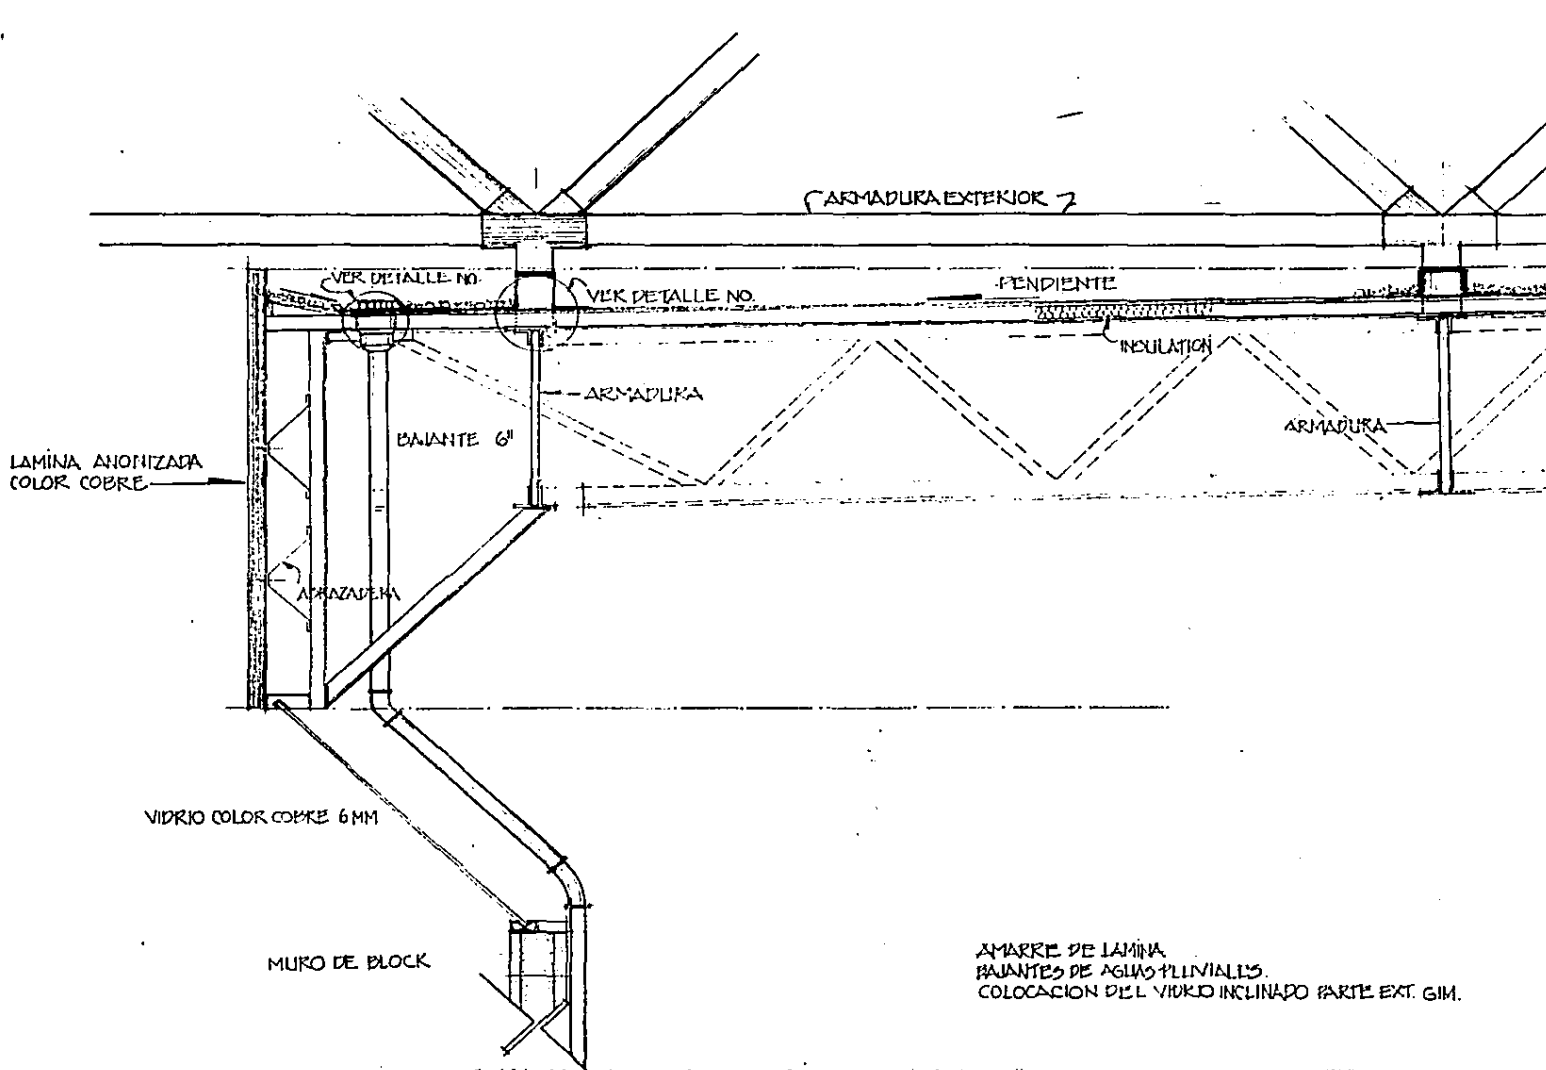 ARMADURA EXTERIOR
VER DETALLE NO.
VER DETALLE NO.
PENDIENTE
INSULATION
ARMADURA
ARMADURA
BAJANTE 6"
LAMINA ANONIZADA
COLOR COBRE
ABRAZADERA
VIDRIO COLOR COBRE 6MM
MURO DE BLOCK
AMARRE DE LAMINA
BAJANTES DE AGUAS PLUVIALES.
COLOCACION DEL VIDRIO INCLINADO PARTE EXT. GIM.